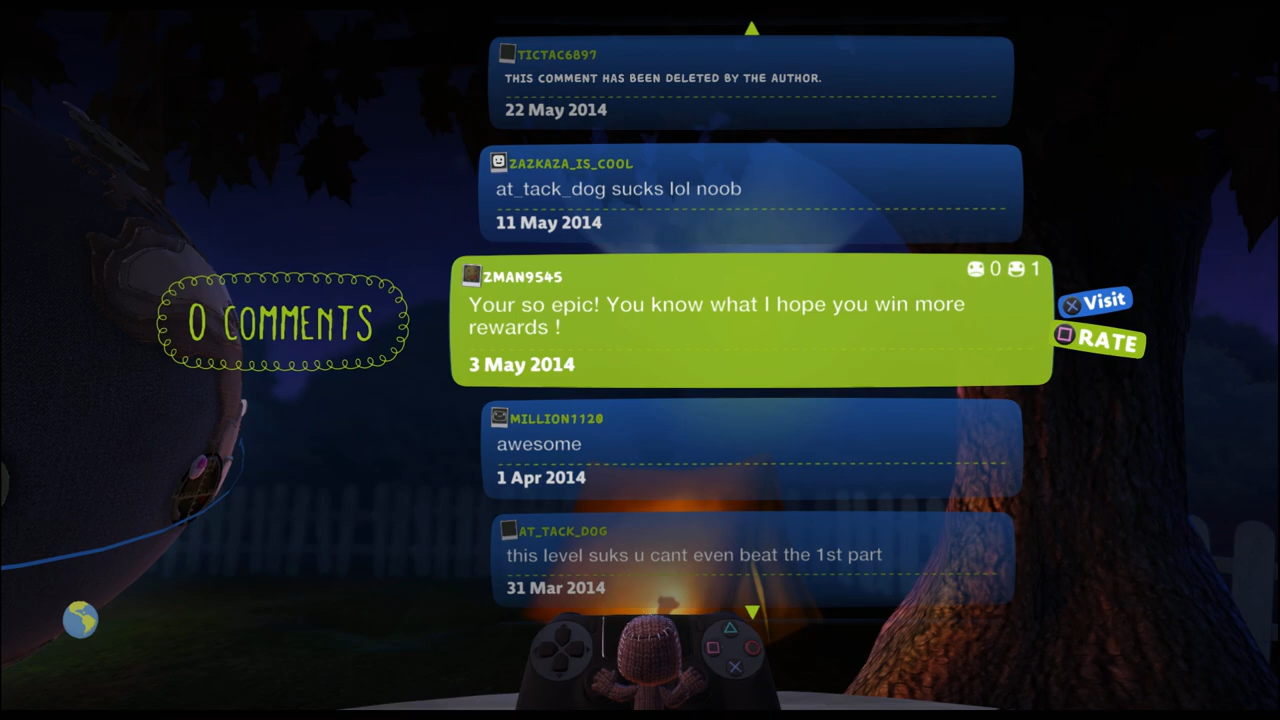 TICTAC6897
THIS COMMENT HAS BEEN DELETED BY THE AUTHOR.
22 May 2014
ZAZKAZA_IS_COOL
at_tack_dog sucks lol noob
11 May 2014
0 COMMENTS
ZMAN9545
0 1
Your so epic! You know what I hope you win more
rewards !
3 May 2014
Visit
RATE
MILLION1120
awesome
1 Apr 2014
AT_TACK_DOG
this level suks u cant even beat the 1st part
31 Mar 2014